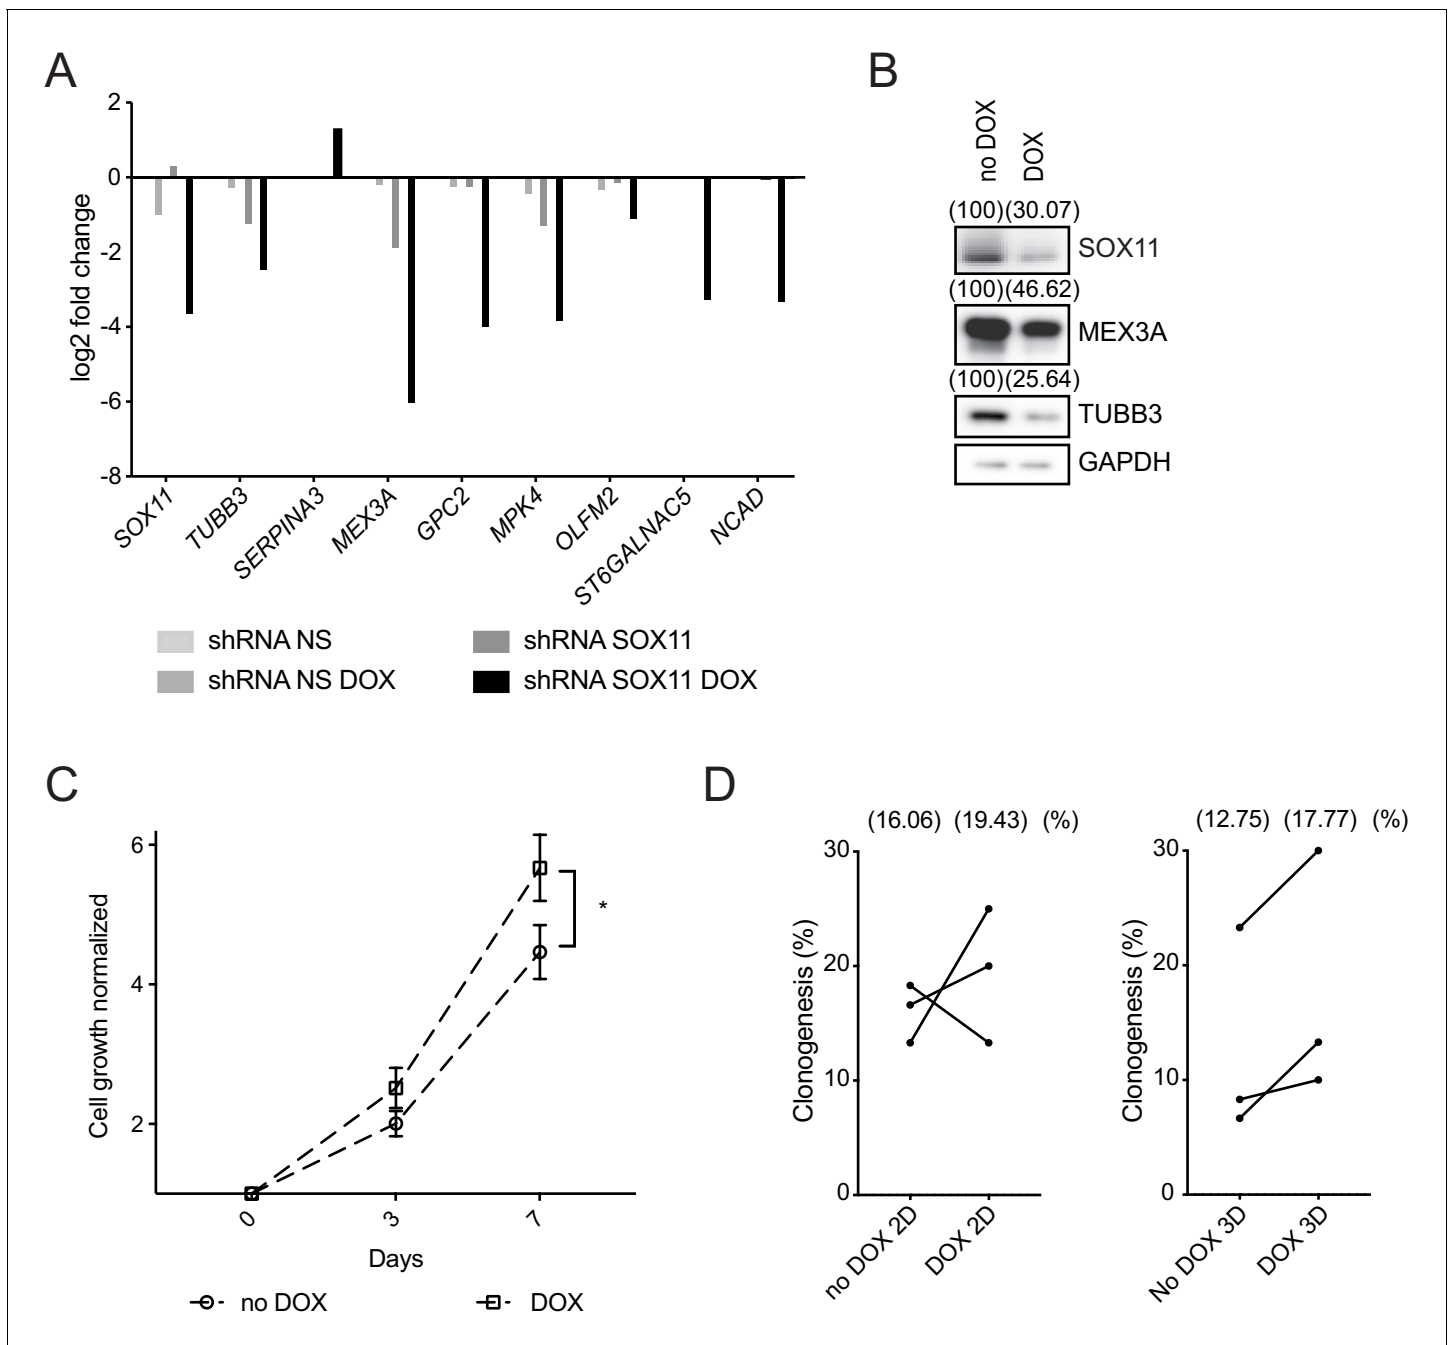 A
2
0
-2
-4
-6
-8
log2 fold change
SOX11
TUBB3
SERPINA3
MEX3A
GPC2
MPK4
OLFM2
ST6GALNAC5
NCAD
shRNA NS
shRNA SOX11
shRNA NS DOX
shRNA SOX11 DOX
B
no DOX
DOX
(100)(30.07)
SOX11
(100)(46.62)
MEX3A
(100)(25.64)
TUBB3
GAPDH
C
6
4
2
Cell growth normalized
*
0
3
7
Days
no DOX
DOX
D
(16.06) (19.43) (%)
30
20
10
0
Clonogenesis (%)
no DOX 2D
DOX 2D
(12.75) (17.77) (%)
30
20
10
0
Clonogenesis (%)
No DOX 3D
DOX 3D